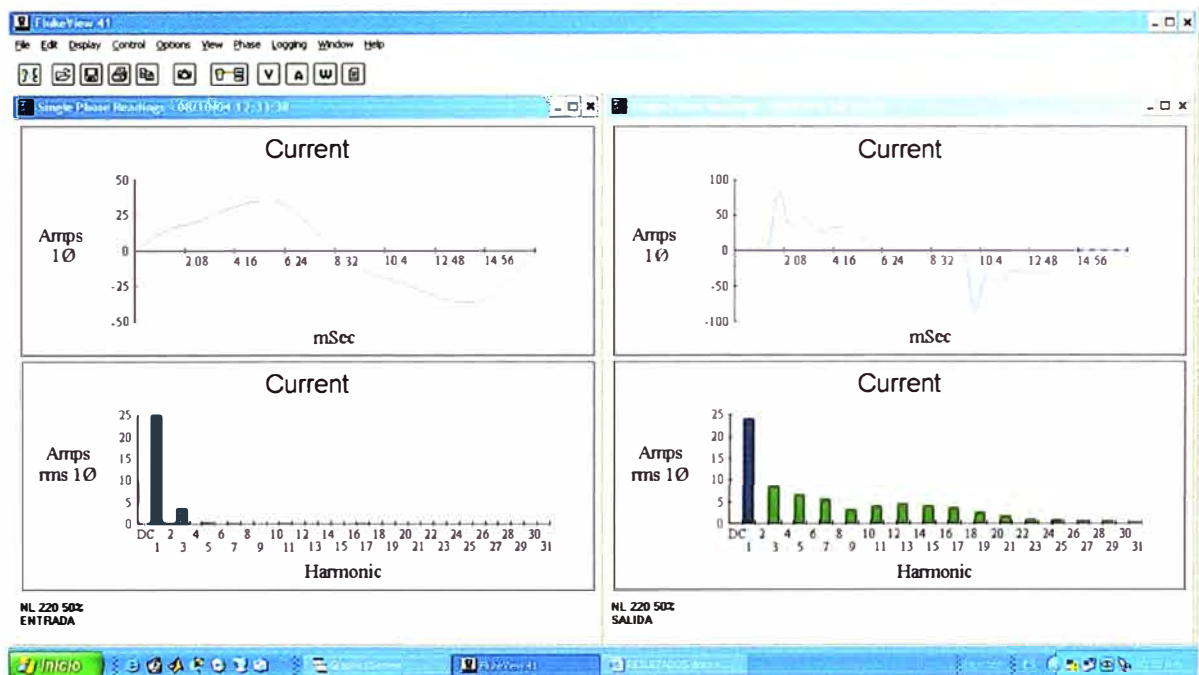 FlukeView 41
File Edit Display Control Options View Phase Logging Window Help
V A W
Single Phase Readings - 08/10/04 12:33:38
Current
50
25
0
-25
-50
Amps
1Ø
2 08 4 16 6 24 8 32 10 4 12 48 14 56
mSec
Current
25
20
15
10
5
0
Amps
rms 1Ø
DC 2 4 6 8 10 12 14 16 18 20 22 24 26 28 30
1 3 5 7 9 11 13 15 17 19 21 23 25 27 29 31
Harmonic
NL 220 50%
ENTRADA
Current
100
50
0
-50
-100
Amps
1Ø
2 08 4 16 6 24 8 32 10 4 12 48 14 56
mSec
Current
25
20
15
10
5
0
Amps
rms 1Ø
DC 2 4 6 8 10 12 14 16 18 20 22 24 26 28 30
1 3 5 7 9 11 13 15 17 19 21 23 25 27 29 31
Harmonic
NL 220 50%
SALIDA
Inicio
FlukeView 41